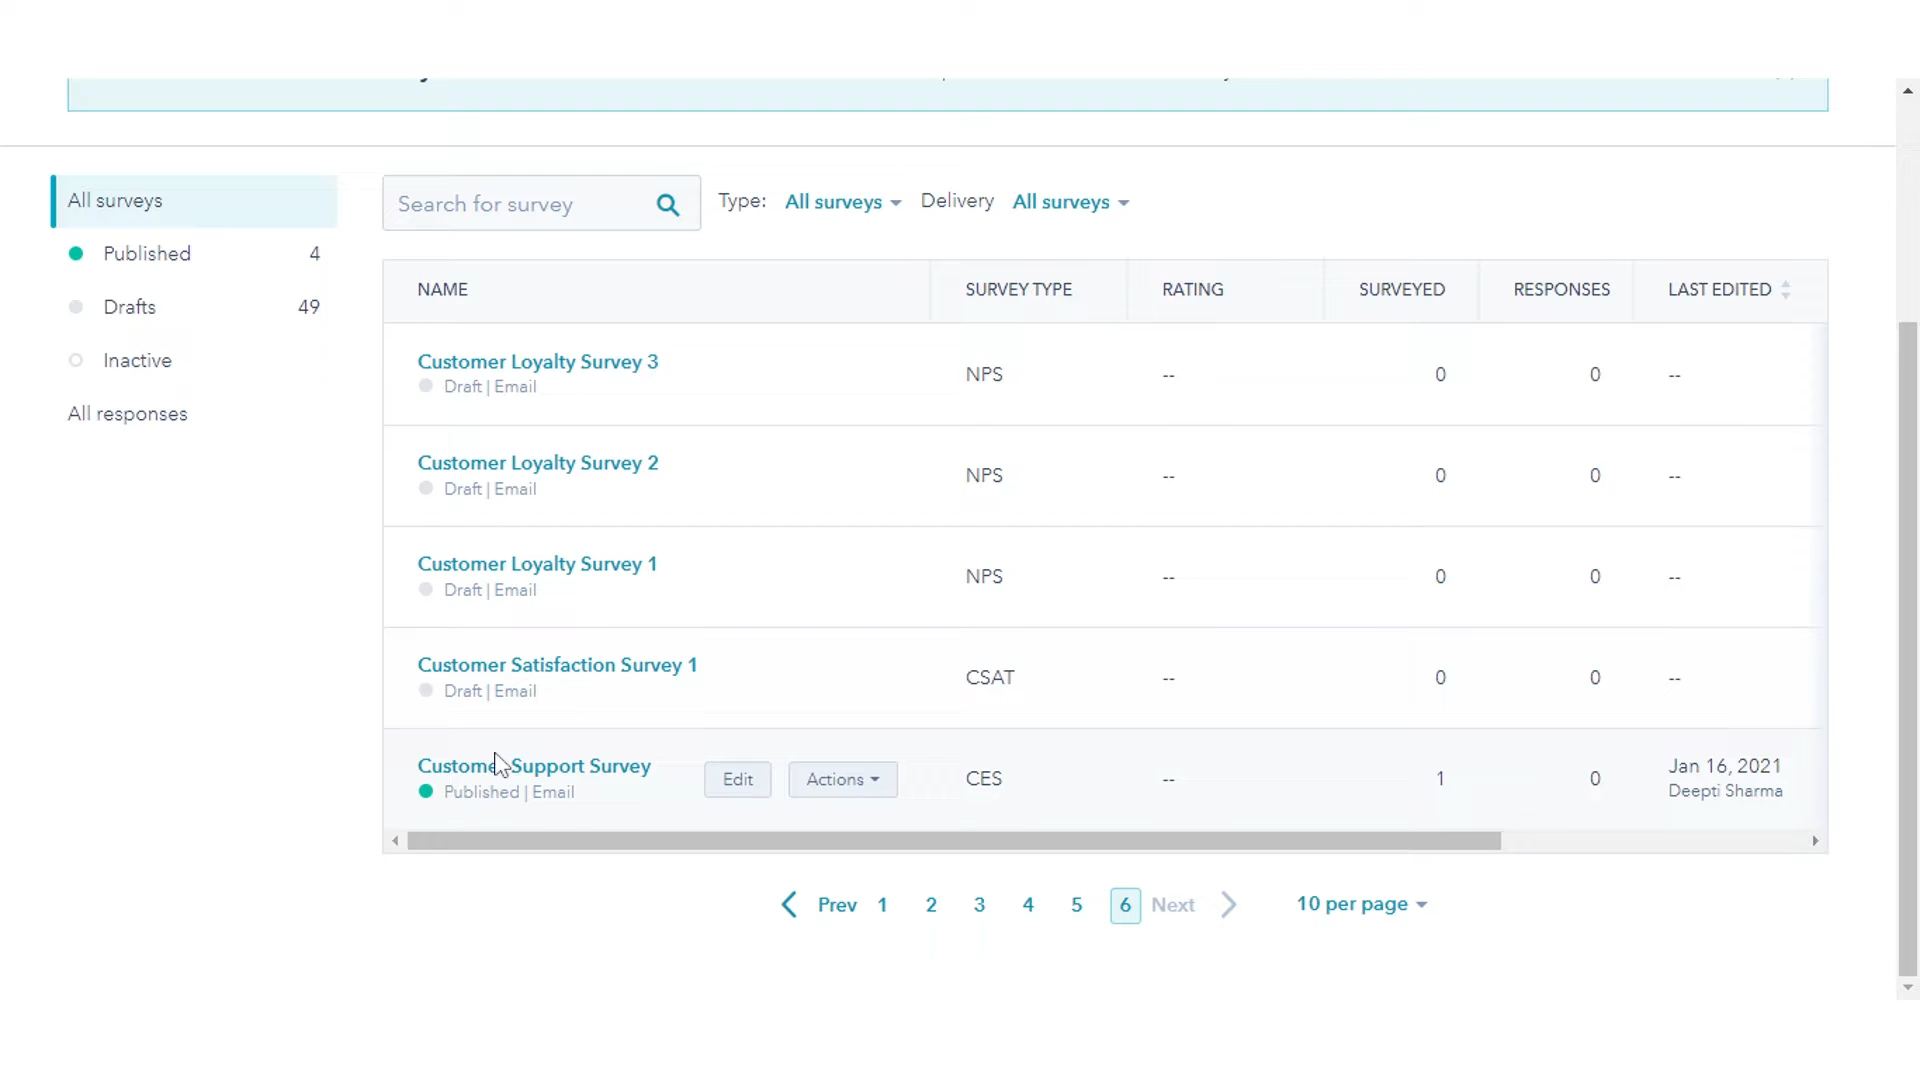 All surveys
Published 4
Drafts 49
Inactive
All responses
Search for survey Type: All surveys Delivery All surveys
NAME SURVEY TYPE RATING SURVEYED RESPONSES LAST EDITED
Customer Loyalty Survey 3
Draft | Email
NPS -- 0 0 --
Customer Loyalty Survey 2
Draft | Email
NPS -- 0 0 --
Customer Loyalty Survey 1
Draft | Email
NPS -- 0 0 --
Customer Satisfaction Survey 1
Draft | Email
CSAT -- 0 0 --
Customer Support Survey
Published | Email
Edit Actions CES -- 1 0
Jan 16, 2021
Deepti Sharma
Prev 1 2 3 4 5 6 Next 10 per page